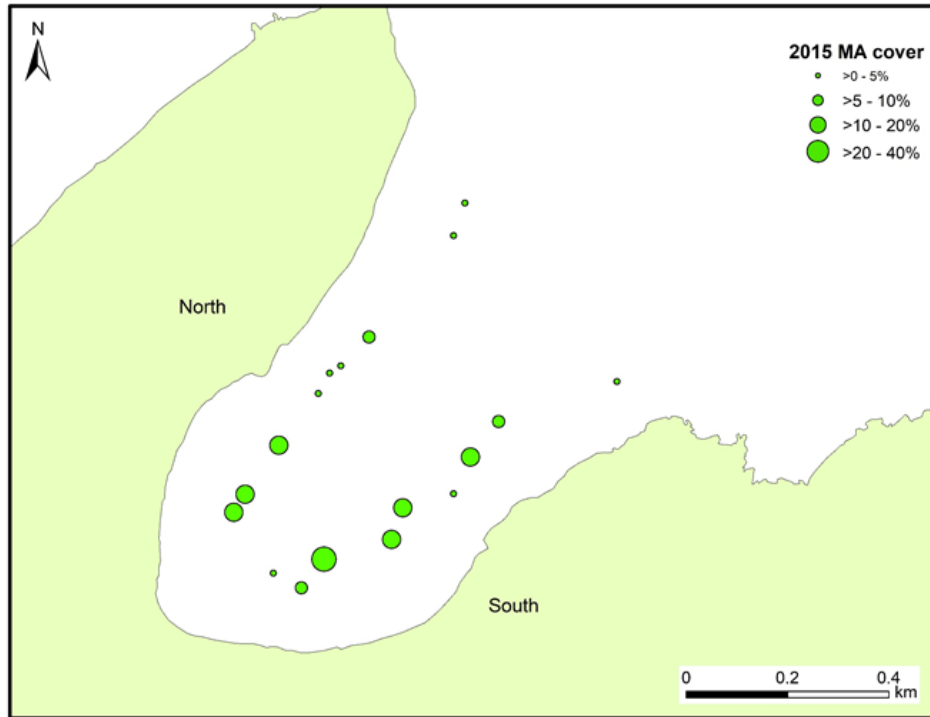 N
2015 MA cover
>0 - 5%
>5 - 10%
>10 - 20%
>20 - 40%
North
South
0 0.2 0.4
km